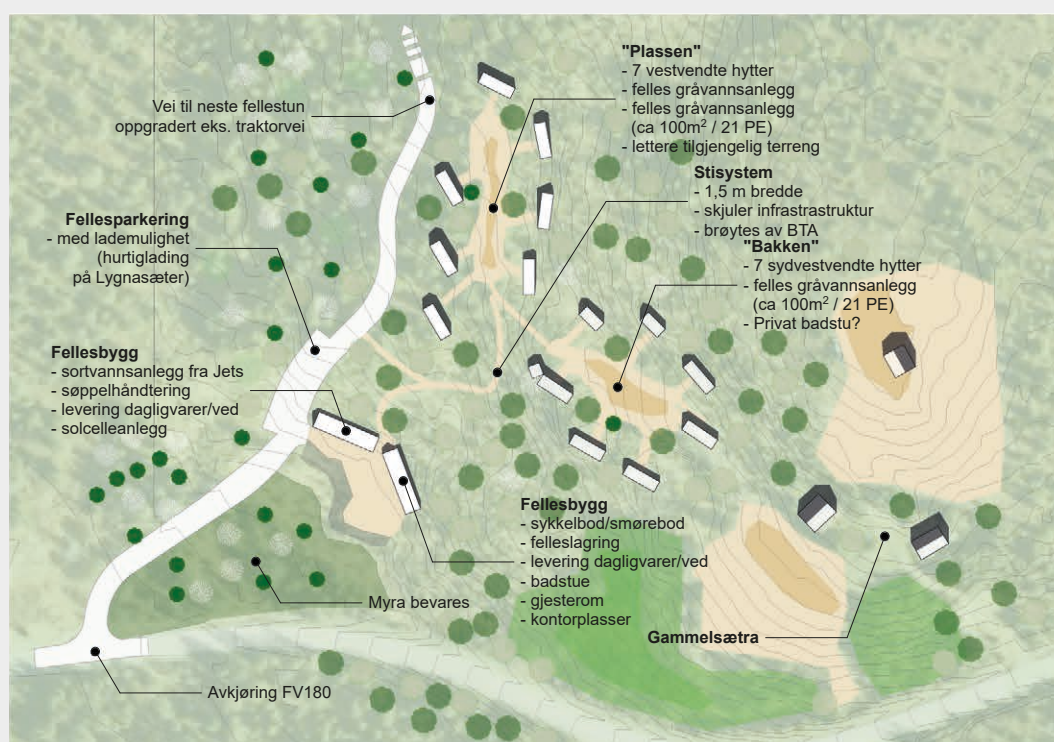 "Plassen"
- 7 vestvendte hytter
- felles gråvannsanlegg
- felles gråvannsanlegg
(ca 100m² / 21 PE)
- lettere tilgjengelig terreng
Vei til neste fellestun
oppgradert eks. traktorvei
Stisystem
- 1,5 m bredde
- skjuler infrastrastruktur
- brøytes av BTA
Fellesparkering
- med lademulighet
(hurtiglading
på Lygnasæter)
"Bakken"
- 7 sydvestvendte hytter
- felles gråvannsanlegg
(ca 100m² / 21 PE)
- Privat badstu?
Fellesbygg
- sortvannsanlegg fra Jets
- søppelhåndtering
- levering dagligvarer/ved
- solcelleanlegg
Fellesbygg
- sykkelbod/smørebod
- felleslagring
- levering dagligvarer/ved
- badstue
- gjesterom
- kontorplasser
Myra bevares
Gammelsætra
Avkjøring FV180